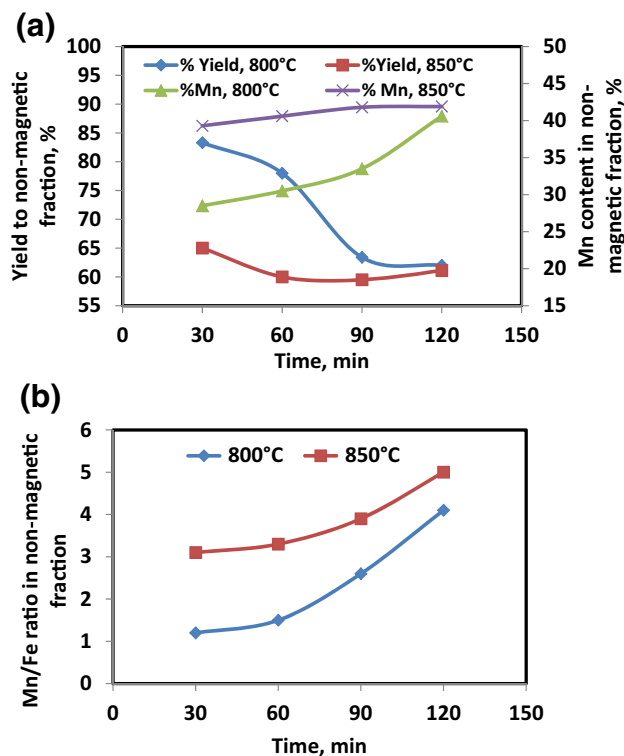 (a)
% Yield, 800°C
%Yield, 850°C
%Mn, 800°C
% Mn, 850°C
100
95
90
85
80
75
70
65
60
55
Yield to non-magnetic
fraction, %
50
45
40
35
30
25
20
15
Mn content in non-
magnetic fraction, %
0 30 60 90 120 150
Time, min
(b)
800°C
850°C
6
5
4
3
2
1
0
Mn/Fe ratio in non-magnetic
fraction
0 30 60 90 120 150
Time, min